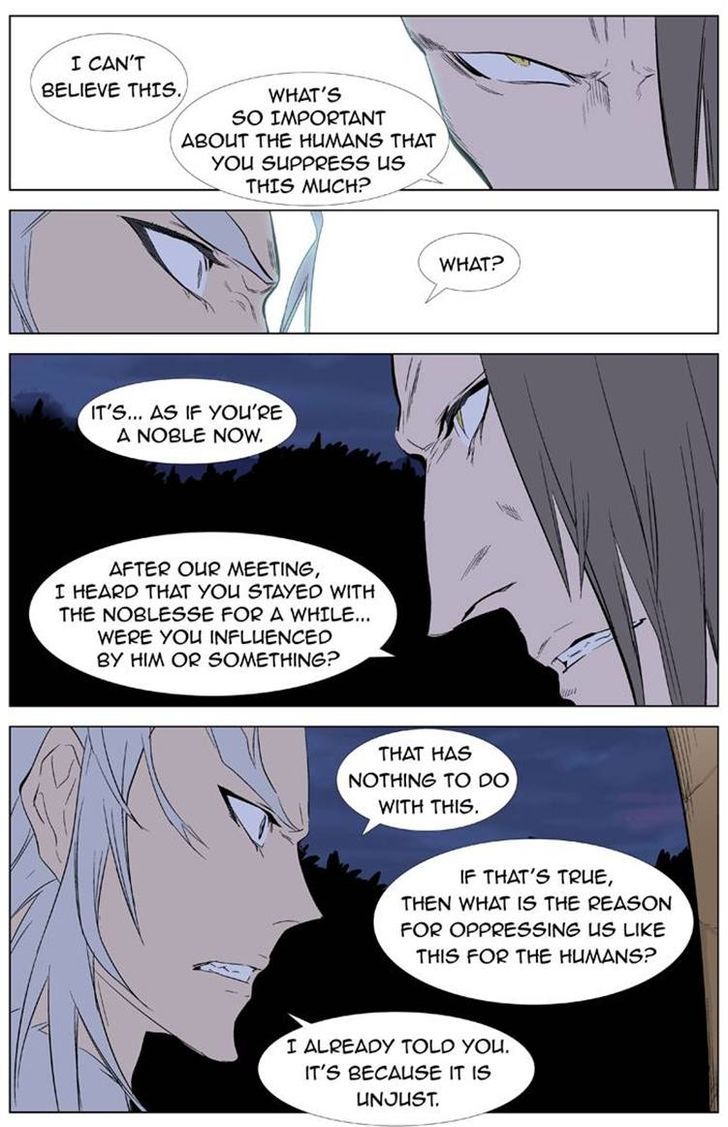 I CAN'T
BELIEVE THIS.
WHAT'S
SO IMPORTANT
ABOUT THE HUMANS THAT
YOU SUPPRESS US
THIS MUCH?
WHAT?
IT'S... AS IF YOU'RE
A NOBLE NOW.
AFTER OUR MEETING,
I HEARD THAT YOU STAYED WITH
THE NOBLESSE FOR A WHILE...
WERE YOU INFLUENCED
BY HIM OR SOMETHING?
THAT HAS
NOTHING TO DO
WITH THIS.
IF THAT'S TRUE,
THEN WHAT IS THE REASON
FOR OPPRESSING US LIKE
THIS FOR THE HUMANS?
I ALREADY TOLD YOU.
IT'S BECAUSE IT IS
UNJUST.